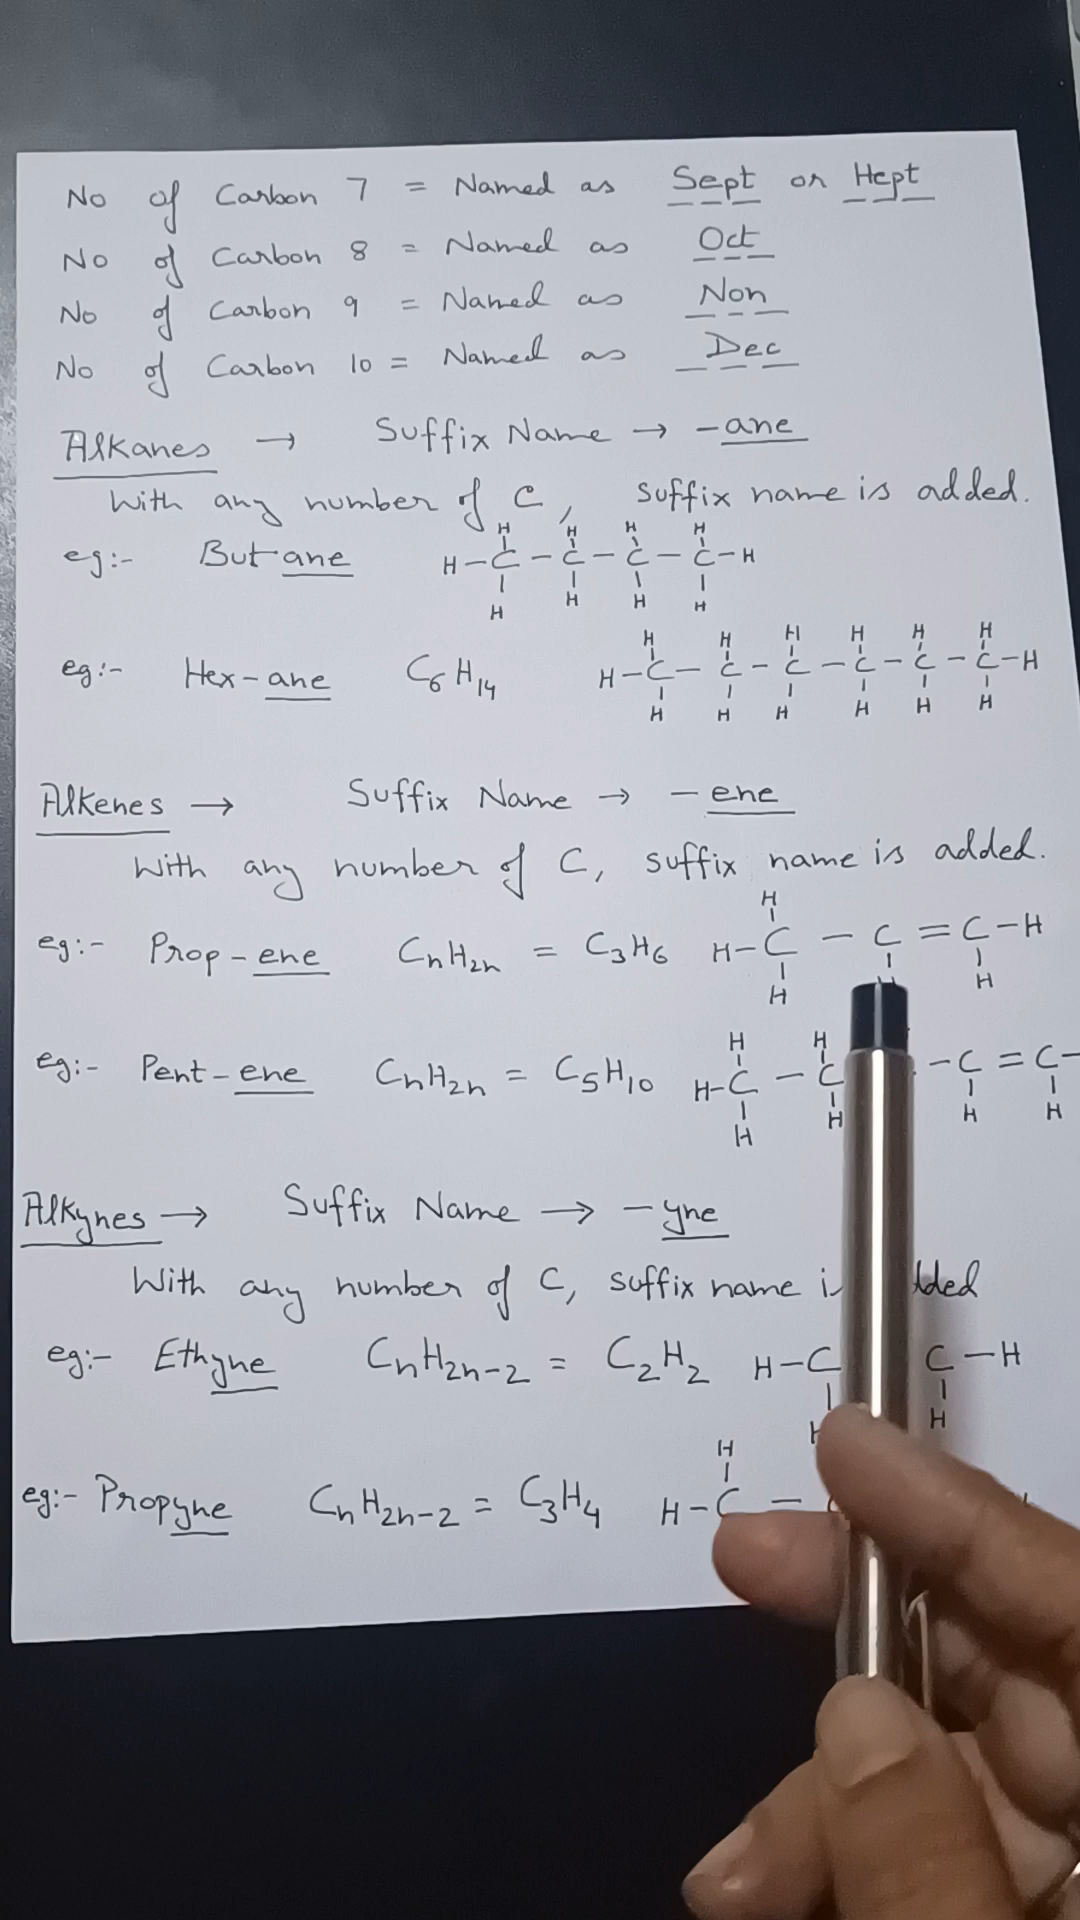 No of Carbon 7 = Named as Sept or Hept
No of Carbon 8 = Named as Oct
No of Carbon 9 = Named as Non
No of Carbon 10 = Named as Dec
Alkanes → Suffix Name → -ane
With any number of C, suffix name is added.
H H H H
eg:- Butane H-C-C-C-C-H
H H H H
H H H H H H
eg:- Hex-ane C6H14 H-C-C-C-C-C-C-H
H H H H H H
Alkenes → Suffix Name → -ene
With any number of C, suffix name is added.
H
eg:- Prop-ene CnH2n = C3H6 H-C-C=C-H
H H
H H
eg:- Pent-ene CnH2n = C5H10 H-C-C -C=C-
H H H H
Alkynes → Suffix Name → -yne
With any number of C, suffix name
eg:- Ethyne CnH2n-2 = C2H2 H-C C-H
H
H
eg:- Propyne CnH2n-2 = C3H4 H-C-